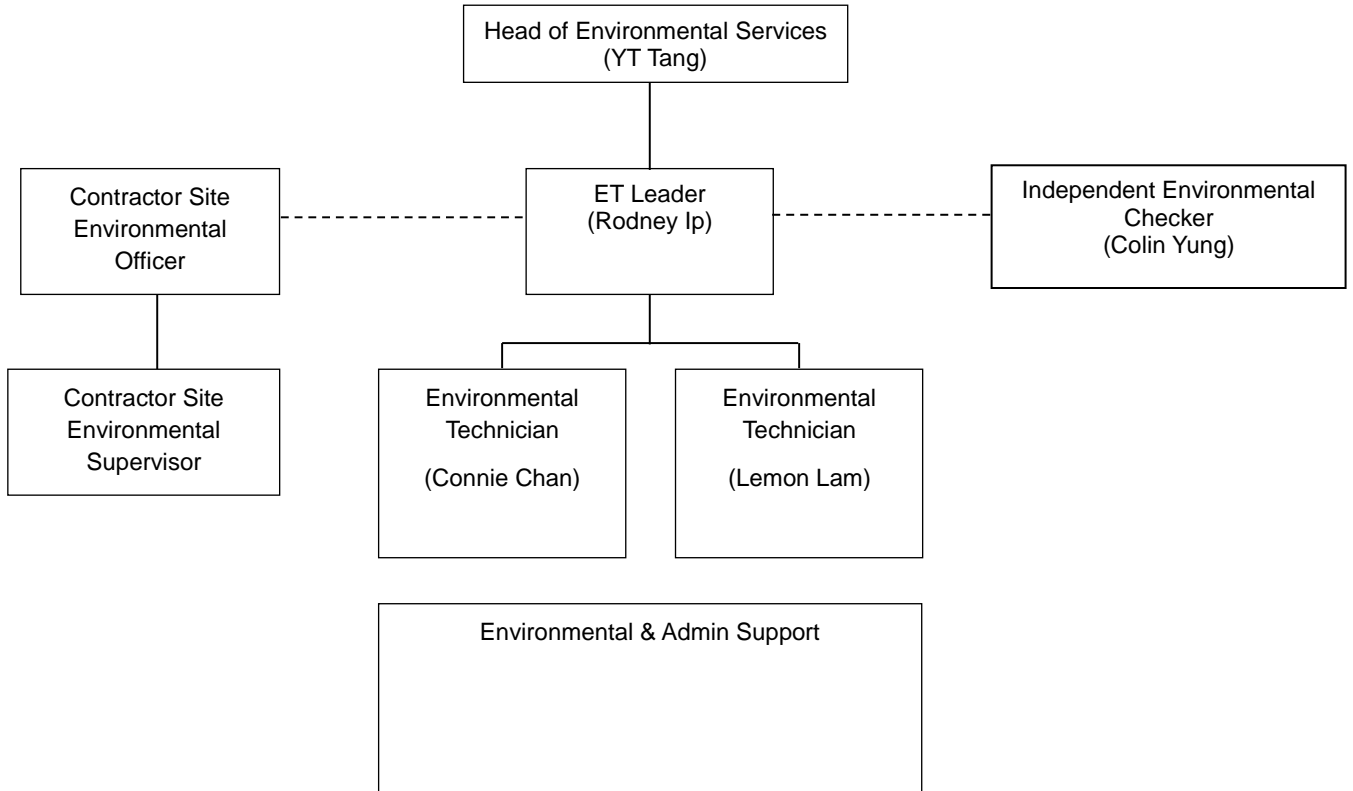 Head of Environmental Services
(YT Tang)
Contractor Site
Environmental
Officer
ET Leader
(Rodney Ip)
Independent Environmental
Checker
(Colin Yung)
Contractor Site
Environmental
Supervisor
Environmental
Technician
(Connie Chan)
Environmental
Technician
(Lemon Lam)
Environmental & Admin Support